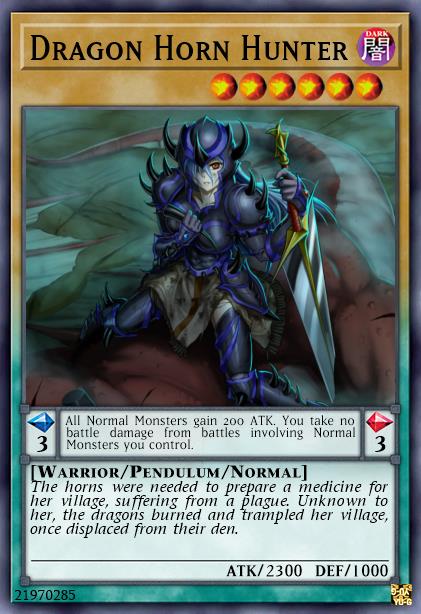 DRAGON HORN HUNTER
DARK
闇
All Normal Monsters gain 200 ATK. You take no
battle damage from battles involving Normal
Monsters you control.
3
3
[WARRIOR/PENDULUM/NORMAL]
The horns were needed to prepare a medicine for
her village, suffering from a plague. Unknown to
her, the dragons burned and trampled her village,
once displaced from their den.
ATK/2300 DEF/1000
21970285